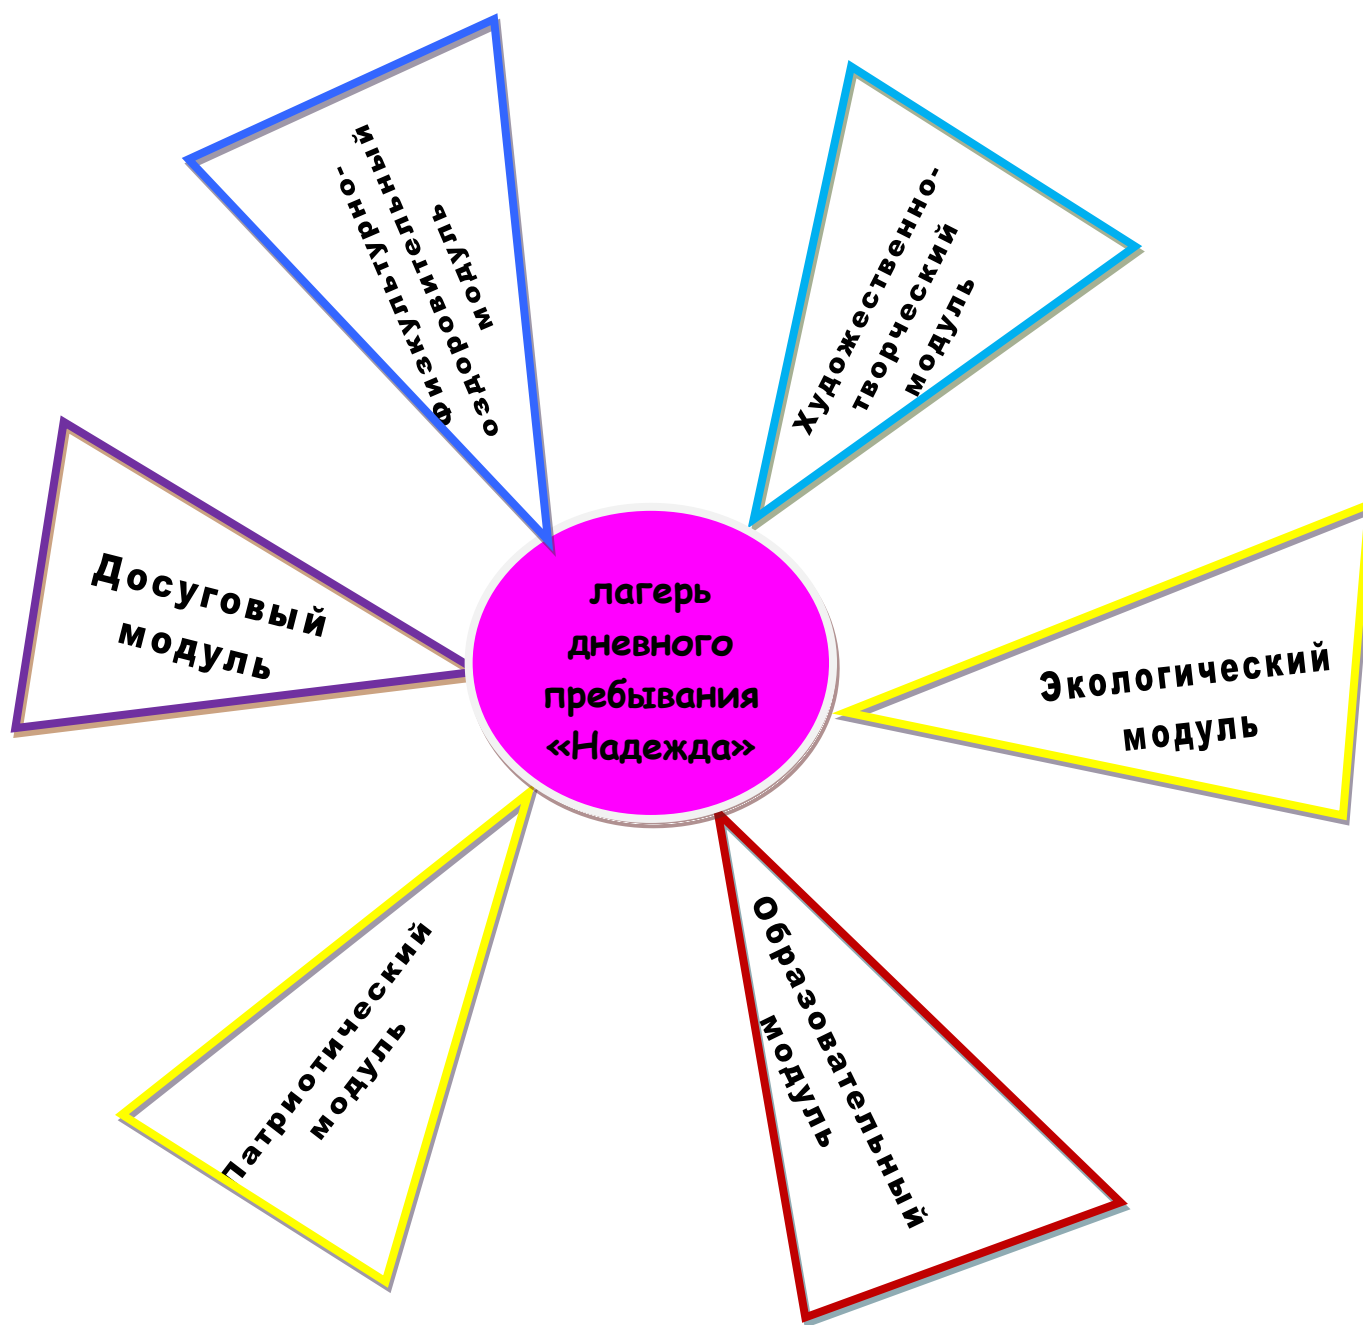 физкультурно-
оздоровительный
модуль
Художественно-
творческий
модуль
Досуговый
модуль
лагерь
дневного
пребывания
«Надежда»
Экологический
модуль
Патриотический
модуль
Образовательный
модуль